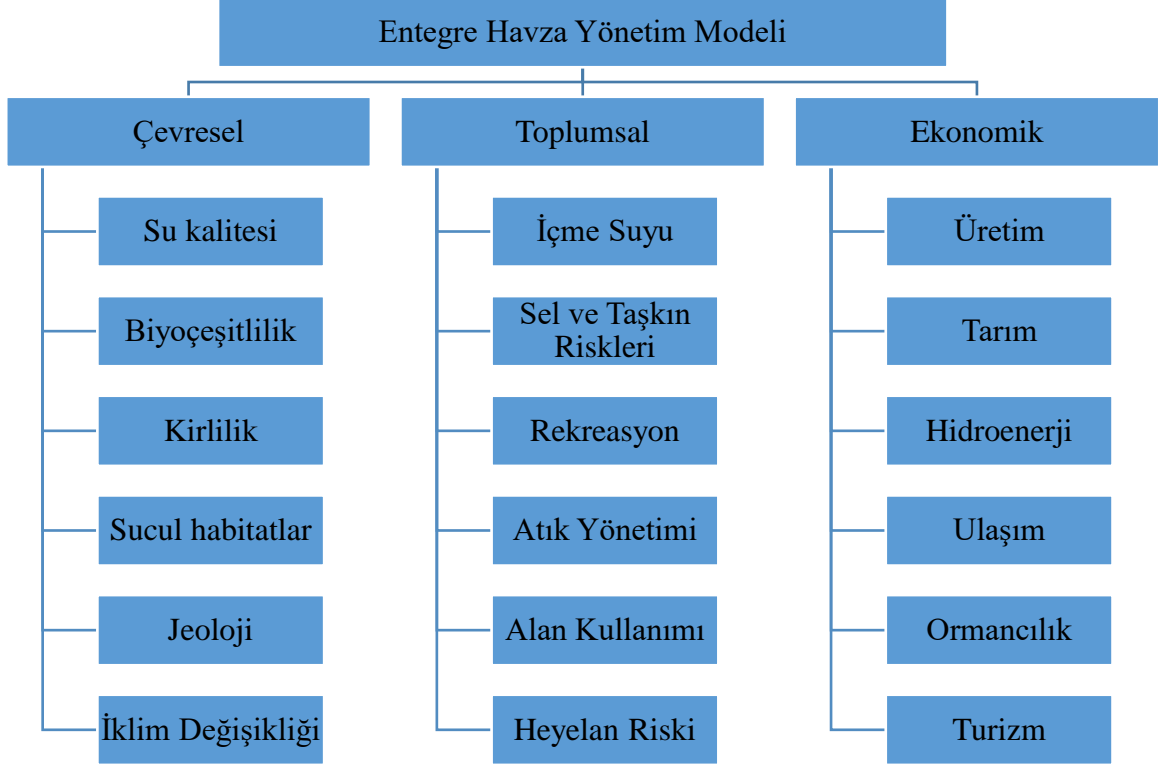 Entegre Havza Yönetim Modeli
Çevresel
Su kalitesi
Biyoçeşitlilik
Kirlilik
Sucul habitatlar
Jeoloji
İklim Değişikliği
Toplumsal
İçme Suyu
Sel ve Taşkın
Riskleri
Rekreasyon
Atık Yönetimi
Alan Kullanımı
Heyelan Riski
Ekonomik
Üretim
Tarım
Hidroenerji
Ulaşım
Ormancılık
Turizm